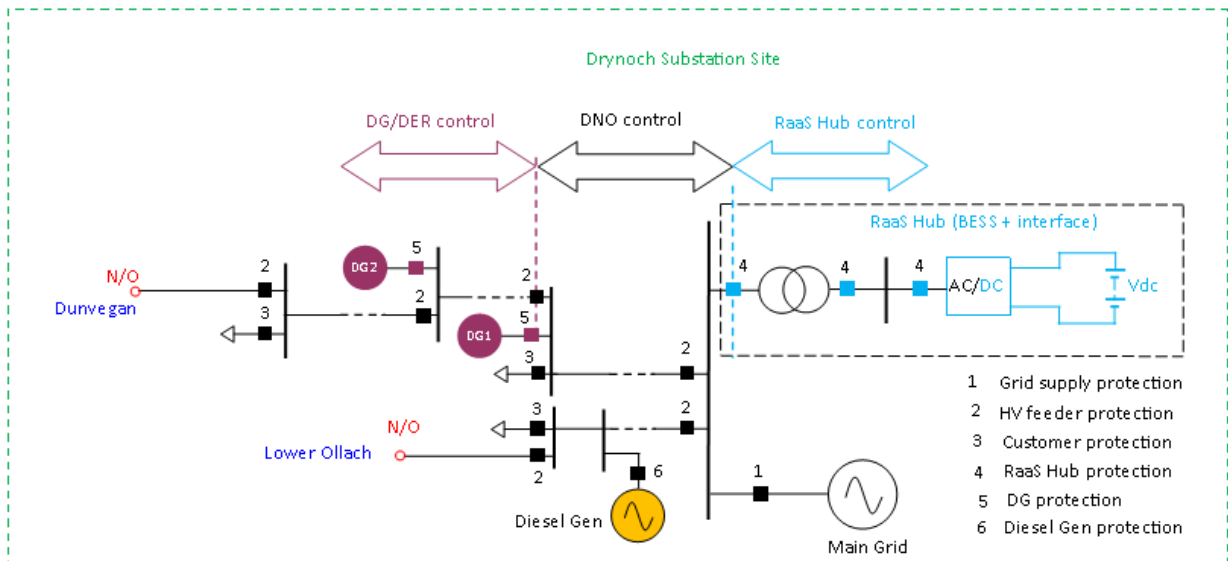 Drynoch Substation Site
DG/DER control
DNO control
RaaS Hub control
RaaS Hub (BESS + interface)
N/O
Dunvegan
2
3
DG2
5
2
2
DG1
5
3
2
4
4
4
AC/DC
Vdc
N/O
Lower Ollach
3
2
2
6
Diesel Gen
1
Main Grid
1 Grid supply protection
2 HV feeder protection
3 Customer protection
4 RaaS Hub protection
5 DG protection
6 Diesel Gen protection